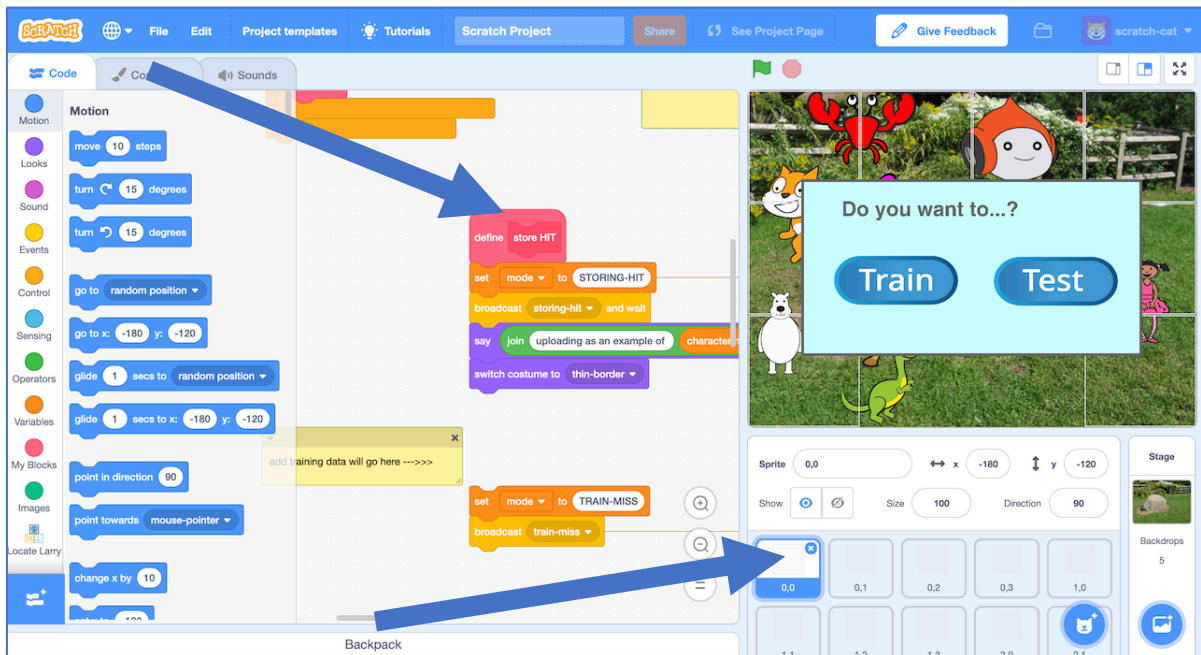 SCRATCH File Edit Project templates Tutorials Scratch Project Share See Project Page Give Feedback scratch-cat
Code Sounds
Motion
Looks
Sound
Events
Control
Sensing
Operators
Variables
My Blocks
Images
Locate Larry
Motion
move 10 steps
turn 15 degrees
turn 15 degrees
go to random position
go to x: -180 y: -120
glide 1 secs to random position
glide 1 secs to x: -180 y: -120
point in direction 90
point towards mouse-pointer
change x by 10
define store HIT
set mode to STORING-HIT
broadcast storing-hit and wait
say join uploading as an example of
switch costume to thin-border
add training data will go here --->>>
set mode to TRAIN-MISS
broadcast train-miss
Backpack
Do you want to...?
Train Test
Sprite 0,0 x -180 y -120
Show Size 100 Direction 90
0,0 0,1 0,2 0,3 1,0
Stage
Backdrops
5